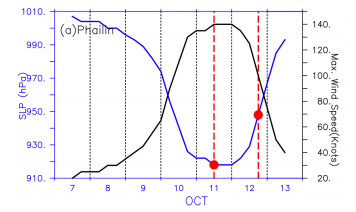 (a)Phailin
1010.
990.
970.
950.
930.
910.
SLP (hPa)
140.
120.
100.
80.
60.
40.
20.
Max. Wind Speed(Knots)
7 8 9 10 11 12 13
OCT